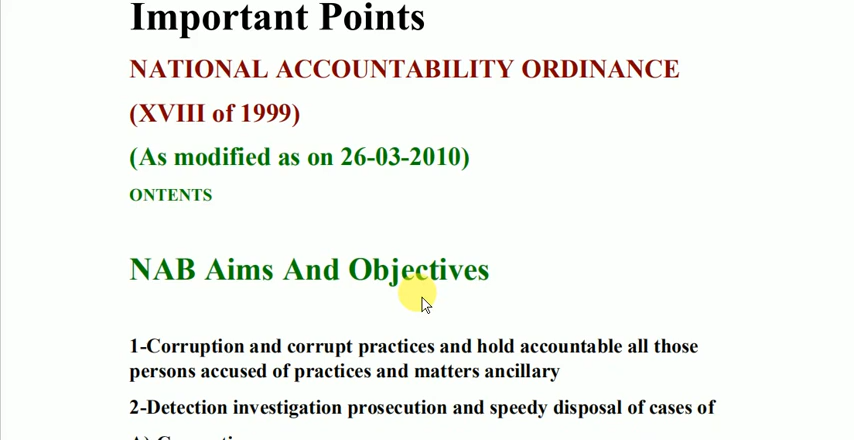 Important Points
NATIONAL ACCOUNTABILITY ORDINANCE
(XVIII of 1999)
(As modified as on 26-03-2010)
ONTENTS
NAB Aims And Objectives
1-Corruption and corrupt practices and hold accountable all those
persons accused of practices and matters ancillary
2-Detection investigation prosecution and speedy disposal of cases of